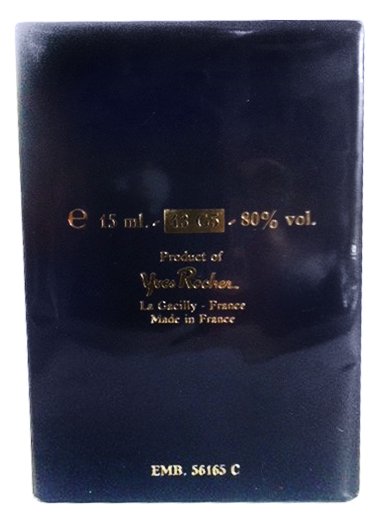 ℮ 15 ml. - - 80% vol.
Product of
Yves Rocher
La Gacilly - France
Made in France
EMB. 56165 C